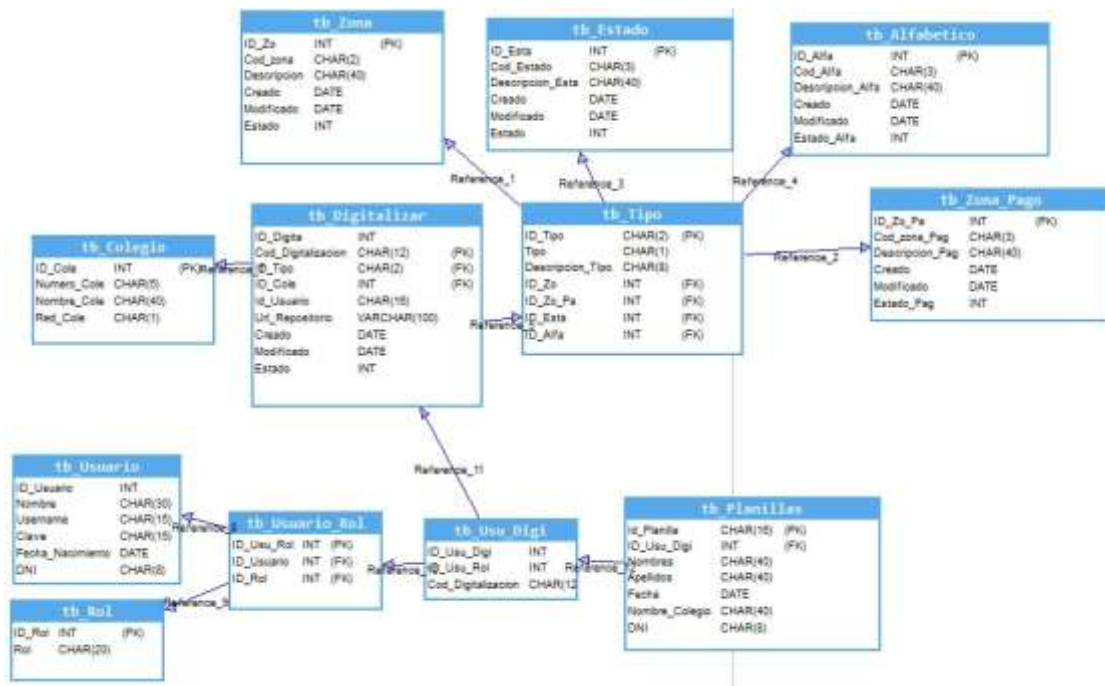 tb_Zona
ID_Zo INT (PK)
Cod_zona CHAR(2)
Descripcion CHAR(40)
Creado DATE
Modificado DATE
Estado INT
tb_Estado
ID_Esta INT (PK)
Cod_Estado CHAR(3)
Descripcion_Esta CHAR(40)
Creado DATE
Modificado DATE
Estado INT
tb_Alfabetico
ID_Alfa INT (PK)
Cod_Alfa CHAR(3)
Descripcion_Alfa CHAR(40)
Creado DATE
Modificado DATE
Estado_Alfa INT
Reference_1
Reference_3
Reference_4
tb_Colegio
ID_Cole INT (PK)
Numero_Cole CHAR(5)
Nombre_Cole CHAR(40)
Red_Cole CHAR(1)
tb_Digitalizar
ID_Digita INT
Cod_Digitalizacion CHAR(12) (PK)
_Tipo CHAR(2) (FK)
ID_Cole INT (FK)
Id_Usuario CHAR(16)
Url_Repositorio VARCHAR(100)
Creado DATE
Modificado DATE
Estado INT
tb_Tipo
ID_Tipo CHAR(2) (PK)
Tipo CHAR(1)
Descripcion_Tipo CHAR(8)
ID_Zo INT (FK)
ID_Zo_Pa INT (FK)
ID_Esta INT (FK)
ID_Alfa INT (FK)
Reference_2
tb_Zona_Pago
ID_Zo_Pa INT (PK)
Cod_zona_Pag CHAR(3)
Descripcion_Pag CHAR(40)
Creado DATE
Modificado DATE
Estado_Pag INT
Reference_11
tb_Usuario
ID_Usuario INT
Nombre CHAR(30)
Username CHAR(15)
Clave CHAR(15)
Fecha_Nacimiento DATE
DNI CHAR(8)
tb_Rol
ID_Rol INT (PK)
Rol CHAR(20)
Reference_9
tb_Usuario_Rol
ID_Usu_Rol INT (PK)
ID_Usuario INT (FK)
ID_Rol INT (FK)
tb_Usu_Digi
ID_Usu_Digi INT
_Usu_Rol INT
Cod_Digitalizacion CHAR(12
tb_Planillas
Id_Planilla CHAR(16) (PK)
ID_Usu_Digi INT (FK)
Nombres CHAR(40)
Apellidos CHAR(40)
Fecha DATE
Nombre_Colegio CHAR(40)
DNI CHAR(8)